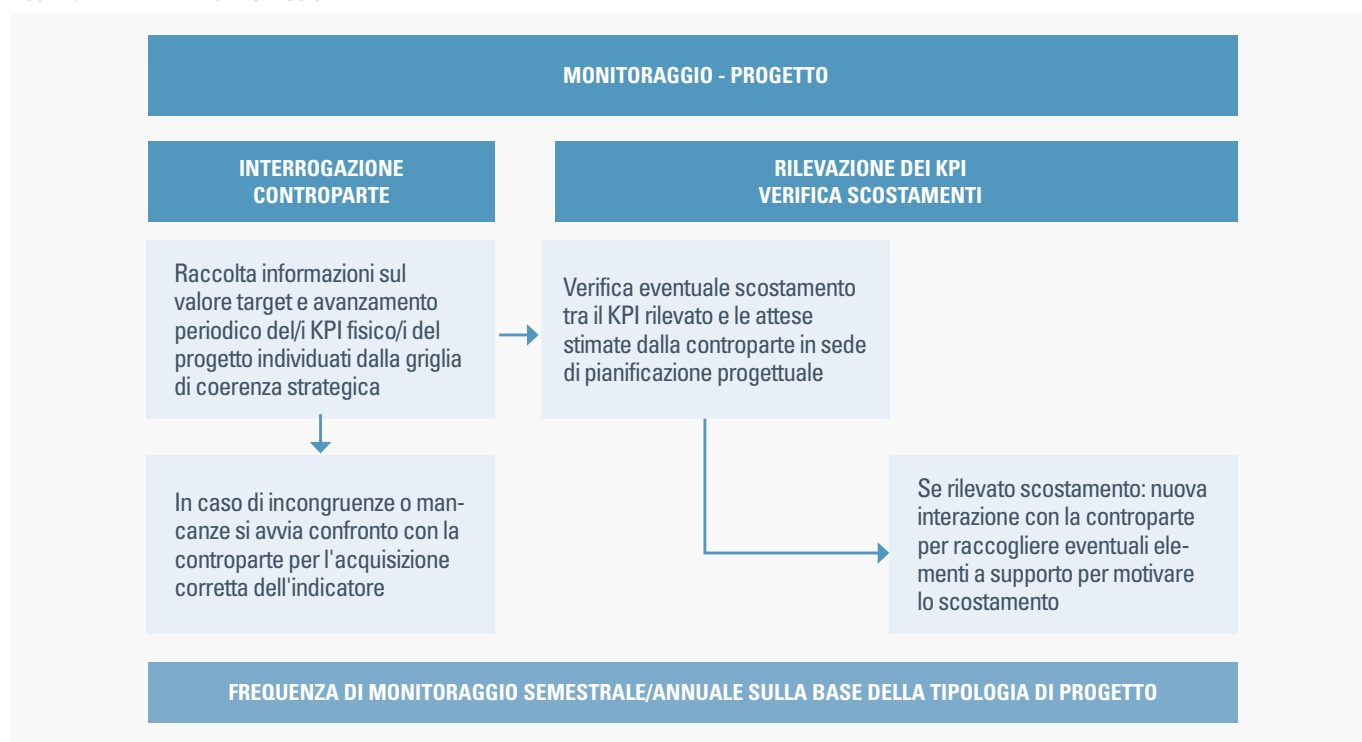 MONITORAGGIO - PROGETTO
INTERROGAZIONE
CONTROPARTE
RILEVAZIONE DEI KPI
VERIFICA SCOSTAMENTI
Raccolta informazioni sul
valore target e avanzamento
periodico del/i KPI fisico/i del
progetto individuati dalla griglia
di coerenza strategica
Verifica eventuale scostamento
tra il KPI rilevato e le attese
stimate dalla controparte in sede
di pianificazione progettuale
In caso di incongruenze o man-
canze si avvia confronto con la
controparte per l'acquisizione
corretta dell'indicatore
Se rilevato scostamento: nuova
interazione con la controparte
per raccogliere eventuali ele-
menti a supporto per motivare
lo scostamento
FREQUENZA DI MONITORAGGIO SEMESTRALE/ANNUALE SULLA BASE DELLA TIPOLOGIA DI PROGETTO